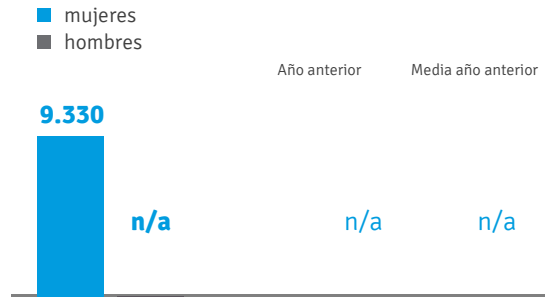 mujeres
hombres
Año anterior Media año anterior
9.330
n/a n/a n/a